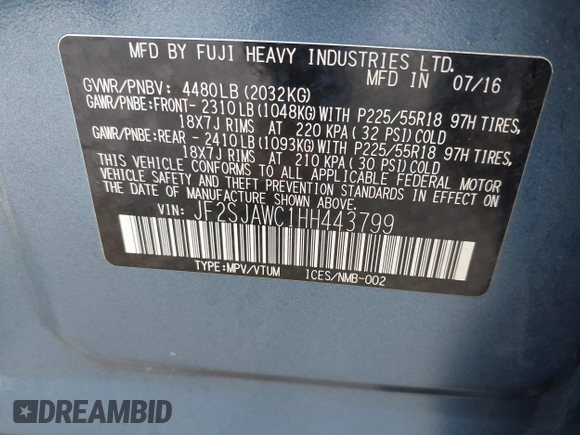 MFD BY FUJI HEAVY INDUSTRIES LTD.
MFD IN 07/16
GVWR/PNBV: 4480LB(2032KG)
GAWR/PNBE:FRONT- 2310LB(1048KG)WITH P225/55R18 97H TIRES,
18X7J RIMS AT 220 KPA( 32 PSI)COLD
GAWR/PNBE:REAR - 2410LB(1093KG)WITH P225/55R18 97H TIRES,
18X7J RIMS AT 210 KPA( 30 PSI)COLD
THIS VEHICLE CONFORMS TO ALL APPLICABLE FEDERAL MOTOR
VEHICLE SAFETY AND THEFT PREVENTION STANDARDS IN EFFECT ON
THE DATE OF MANUFACTURE SHOWN ABOVE.
VIN: JF2SJAWC1HH443799
TYPE:MPV/VTUM ICES/NMB-002
DREAMBID